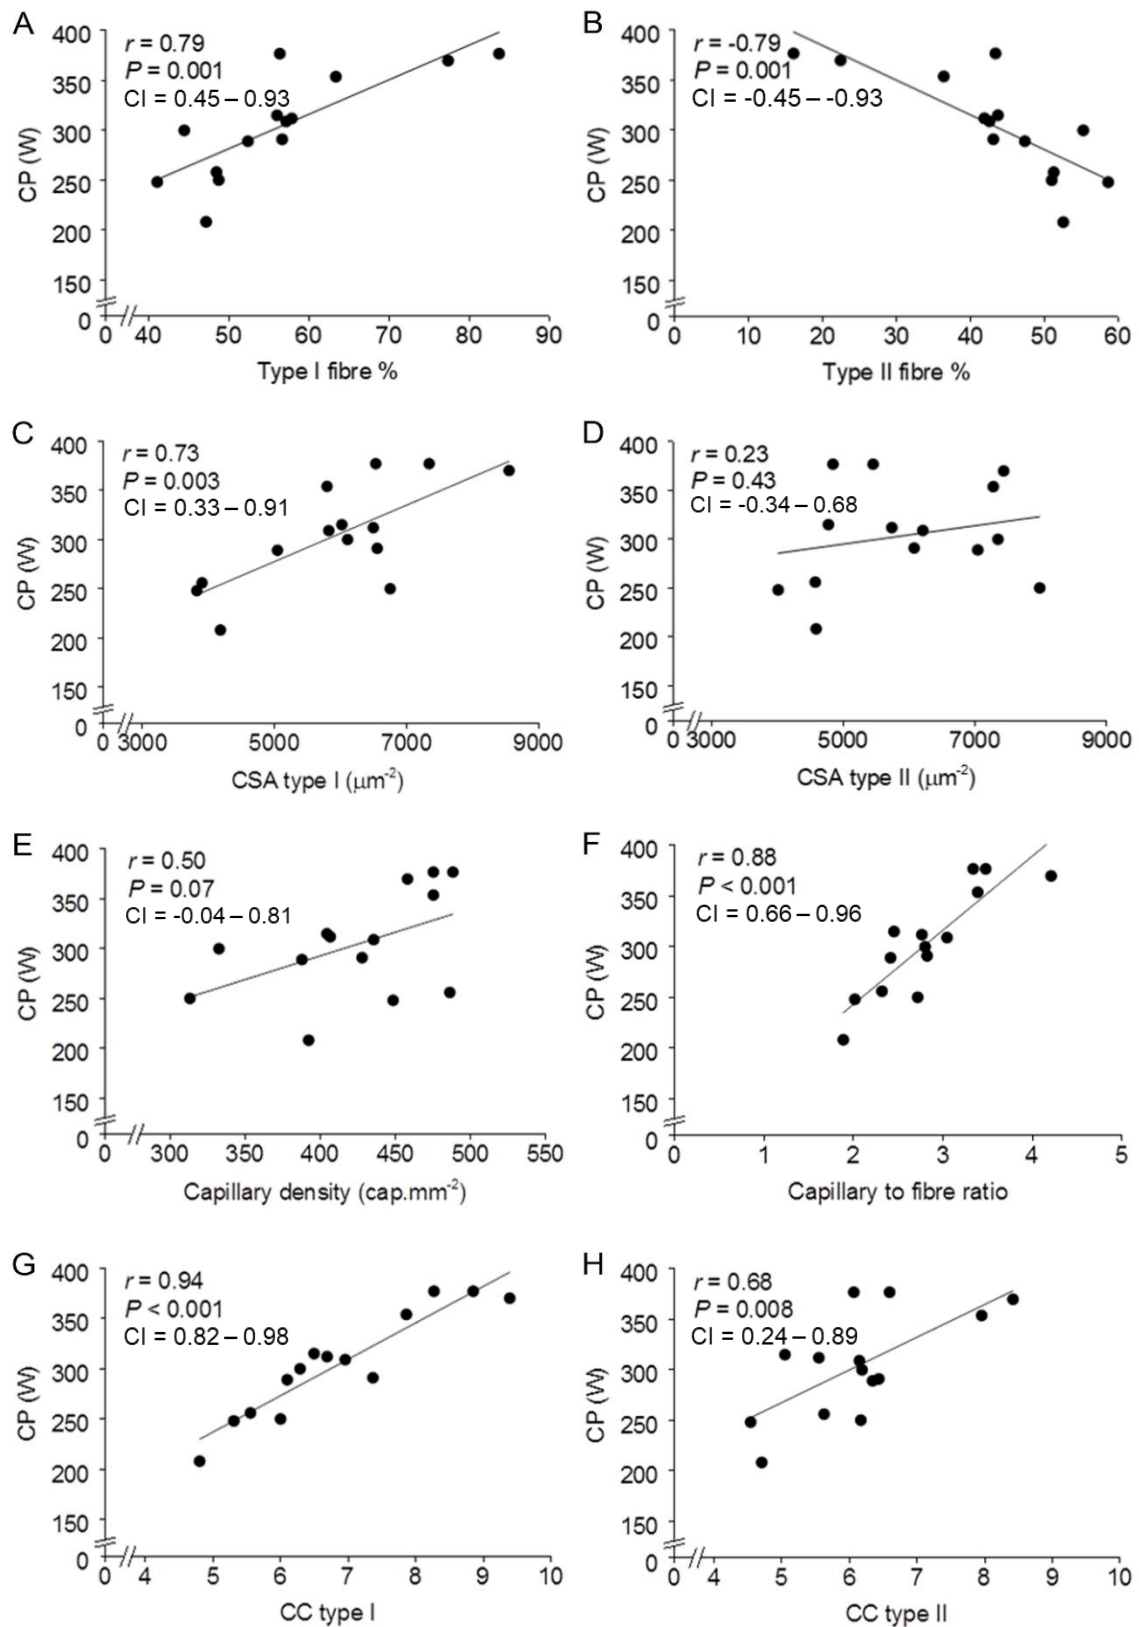 A
r = 0.79
P = 0.001
CI = 0.45 – 0.93
CP (W)
400
350
300
250
200
150
0
0 40 50 60 70 80 90
Type I fibre %
B
r = -0.79
P = 0.001
CI = -0.45 – -0.93
CP (W)
400
350
300
250
200
150
0
0 10 20 30 40 50 60
Type II fibre %
C
r = 0.73
P = 0.003
CI = 0.33 – 0.91
CP (W)
400
350
300
250
200
150
0
0 3000 5000 7000 9000
CSA type I (μm-2)
D
r = 0.23
P = 0.43
CI = -0.34 – 0.68
CP (W)
400
350
300
250
200
150
0
0 3000 5000 7000 9000
CSA type II (μm-2)
E
r = 0.50
P = 0.07
CI = -0.04 – 0.81
CP (W)
400
350
300
250
200
150
0
0 300 350 400 450 500 550
Capillary density (cap.mm-2)
F
r = 0.88
P < 0.001
CI = 0.66 – 0.96
CP (W)
400
350
300
250
200
150
0
0 1 2 3 4 5
Capillary to fibre ratio
G
r = 0.94
P < 0.001
CI = 0.82 – 0.98
CP (W)
400
350
300
250
200
150
0
0 4 5 6 7 8 9 10
CC type I
H
r = 0.68
P = 0.008
CI = 0.24 – 0.89
CP (W)
400
350
300
250
200
150
0
0 4 5 6 7 8 9 10
CC type II